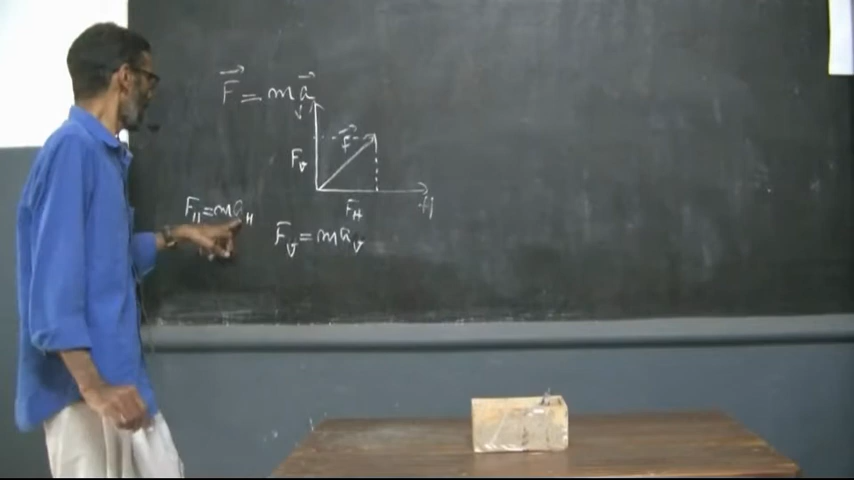 F = ma
V
F
Fv
FH
H
FH = maH
Fv = mav